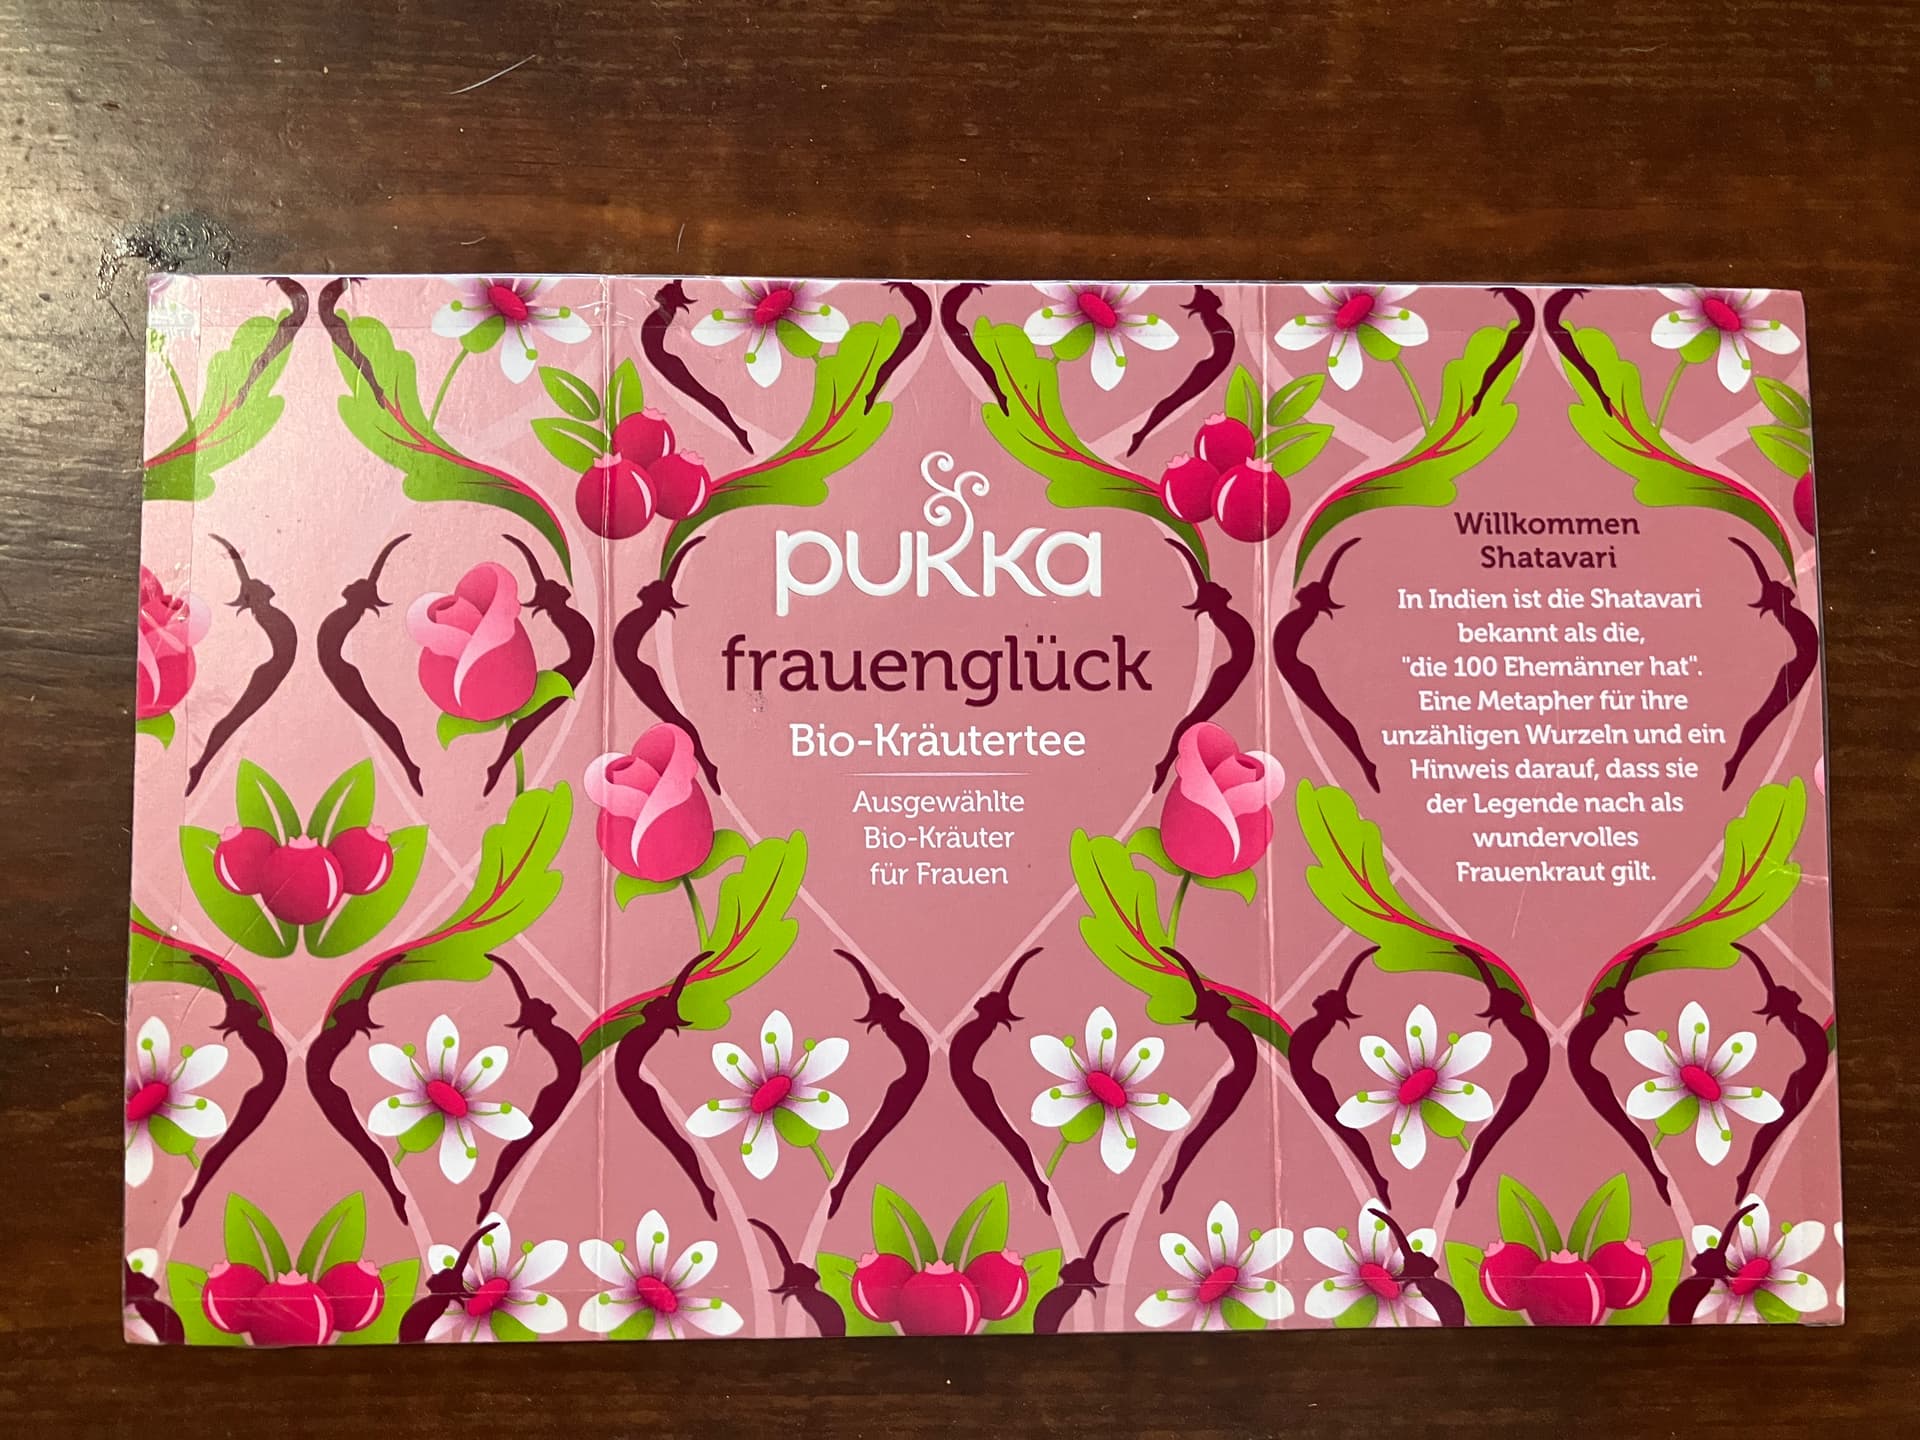 pukka
frauenglück
Bio-Kräutertee
Ausgewählte
Bio-Kräuter
für Frauen
Willkommen
Shatavari
In Indien ist die Shatavari
bekannt als die,
"die 100 Ehemänner hat".
Eine Metapher für ihre
unzähligen Wurzeln und ein
Hinweis darauf, dass sie
der Legende nach als
wundervolles
Frauenkraut gilt.